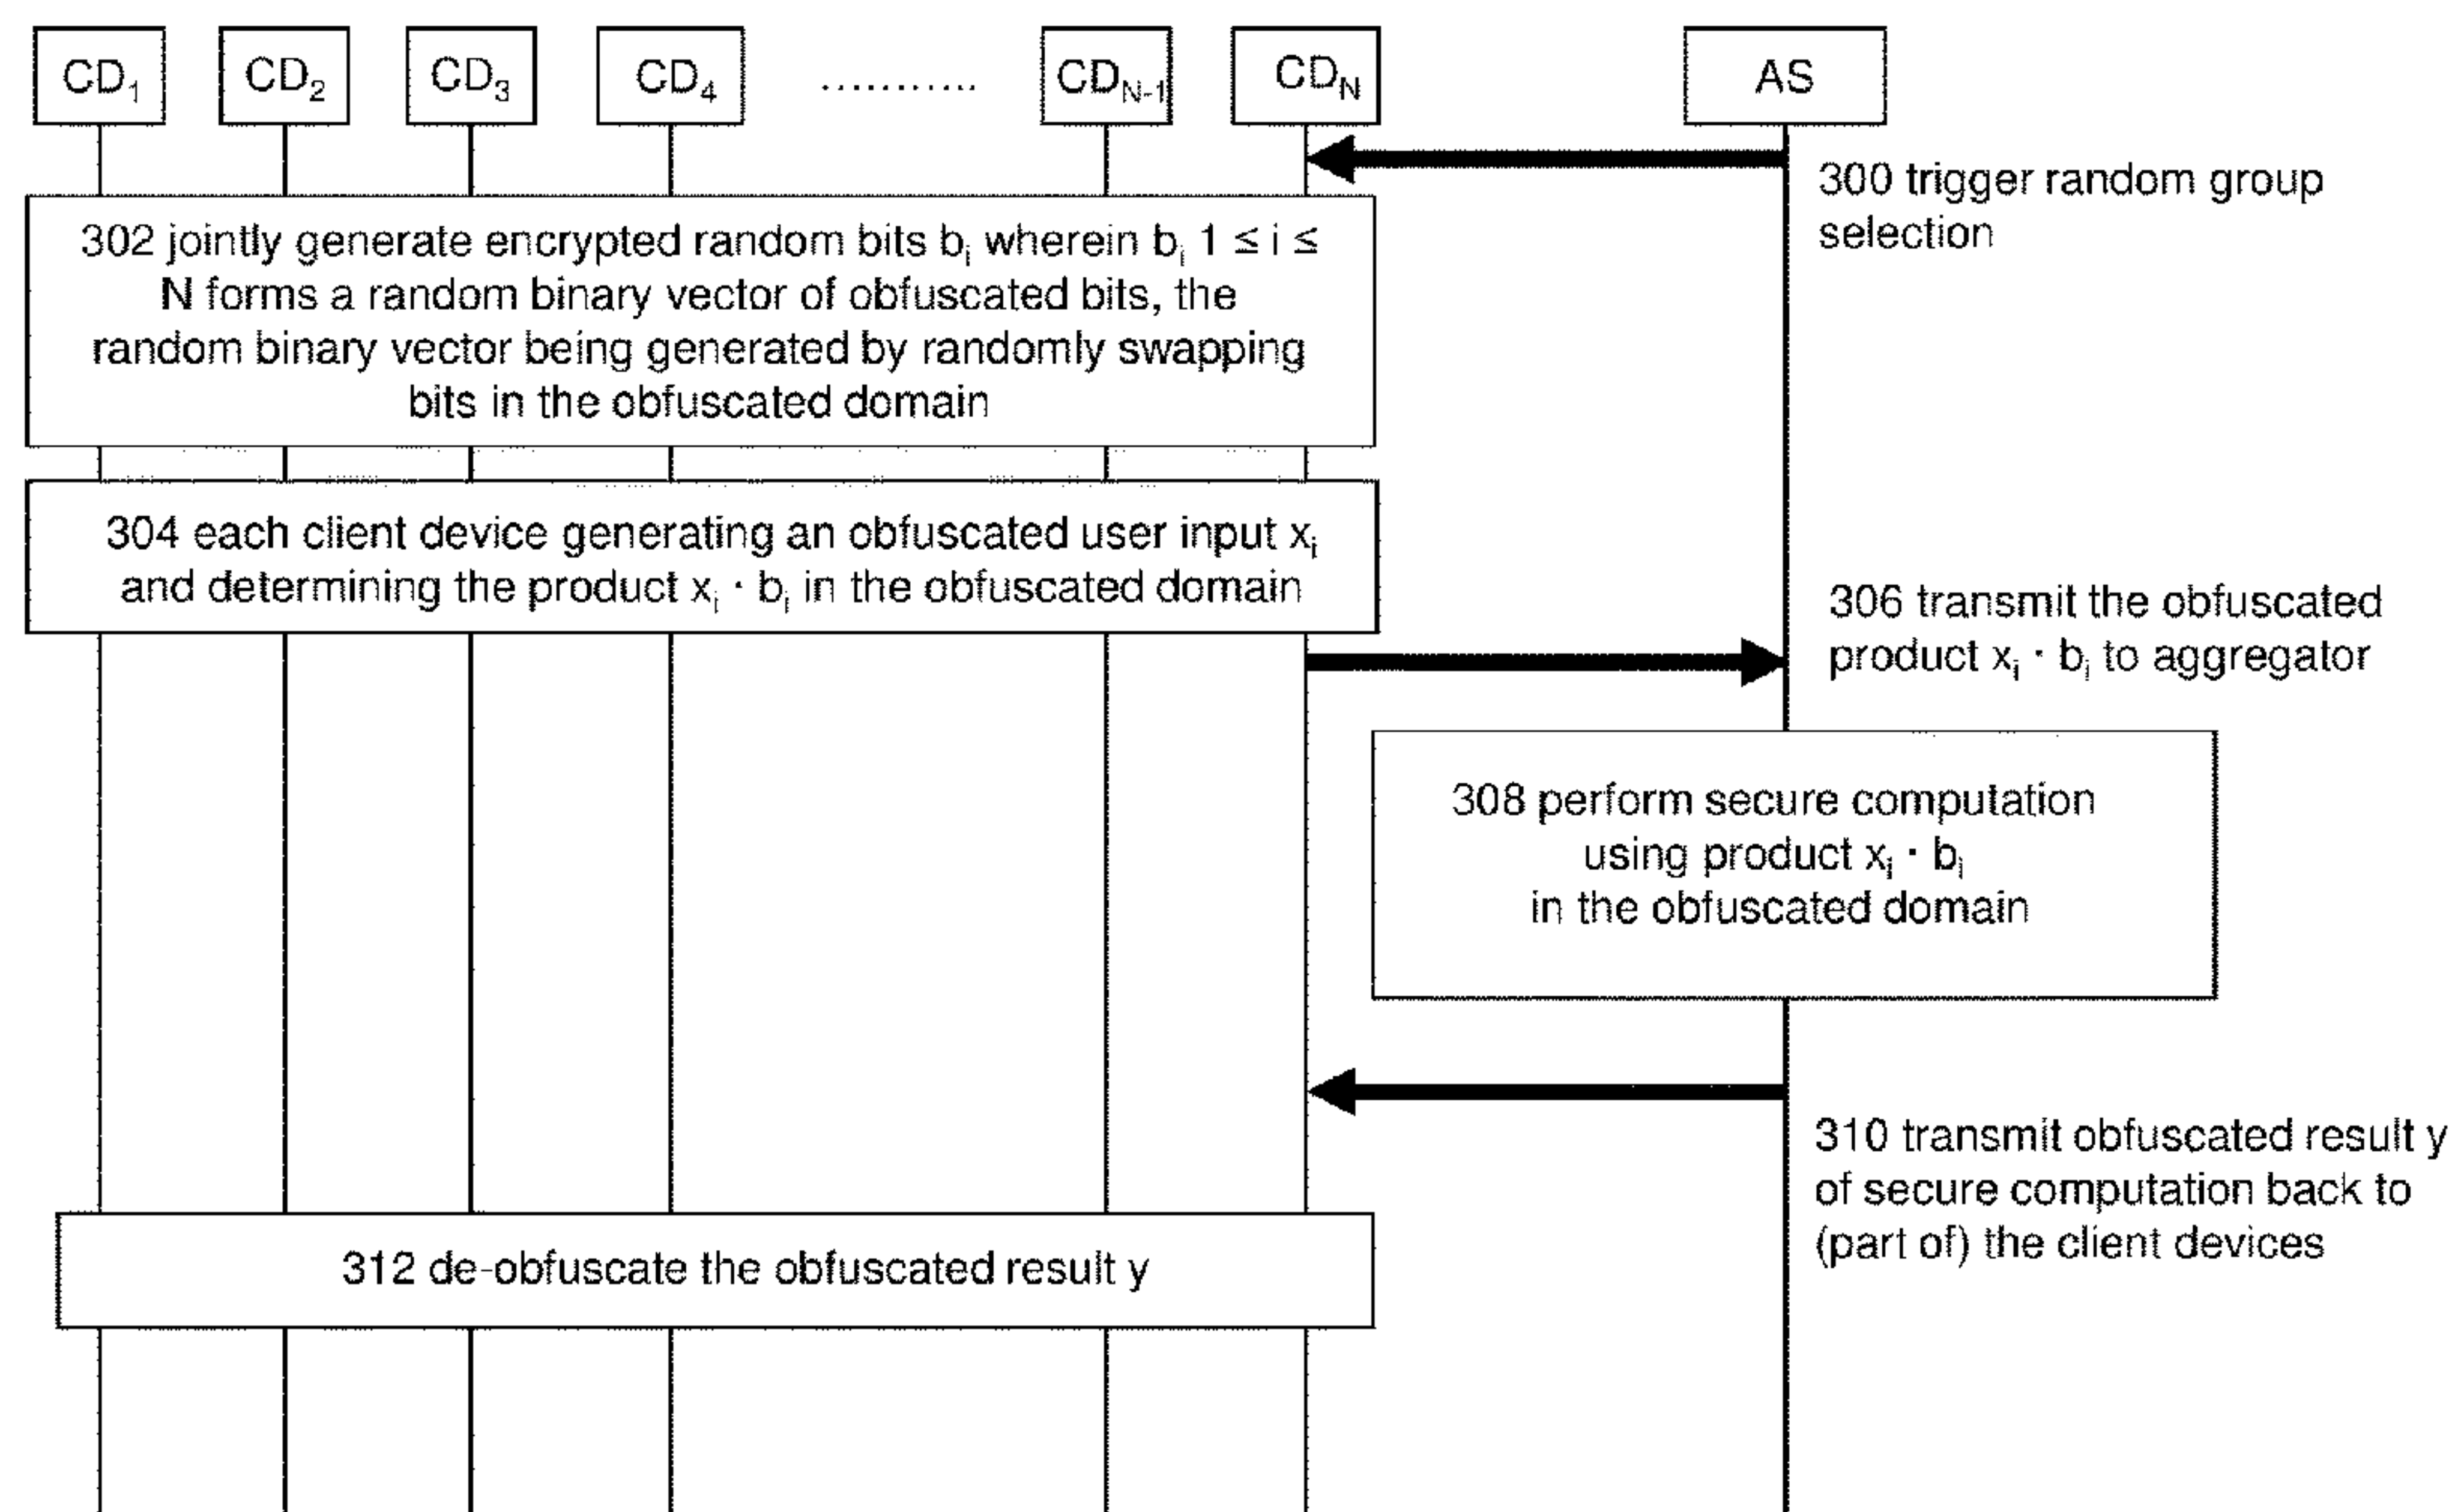 CD₁ CD₂ CD₃ CD₄ ........... CD_N-1 CD_N AS
300 trigger random group
selection
302 jointly generate encrypted random bits bᵢ wherein bᵢ 1 ≤ i ≤
N forms a random binary vector of obfuscated bits, the
random binary vector being generated by randomly swapping
bits in the obfuscated domain
304 each client device generating an obfuscated user input xᵢ
and determining the product xᵢ · bᵢ in the obfuscated domain
306 transmit the obfuscated
product xᵢ · bᵢ to aggregator
308 perform secure computation
using product xᵢ · bᵢ
in the obfuscated domain
310 transmit obfuscated result y
of secure computation back to
(part of) the client devices
312 de-obfuscate the obfuscated result y